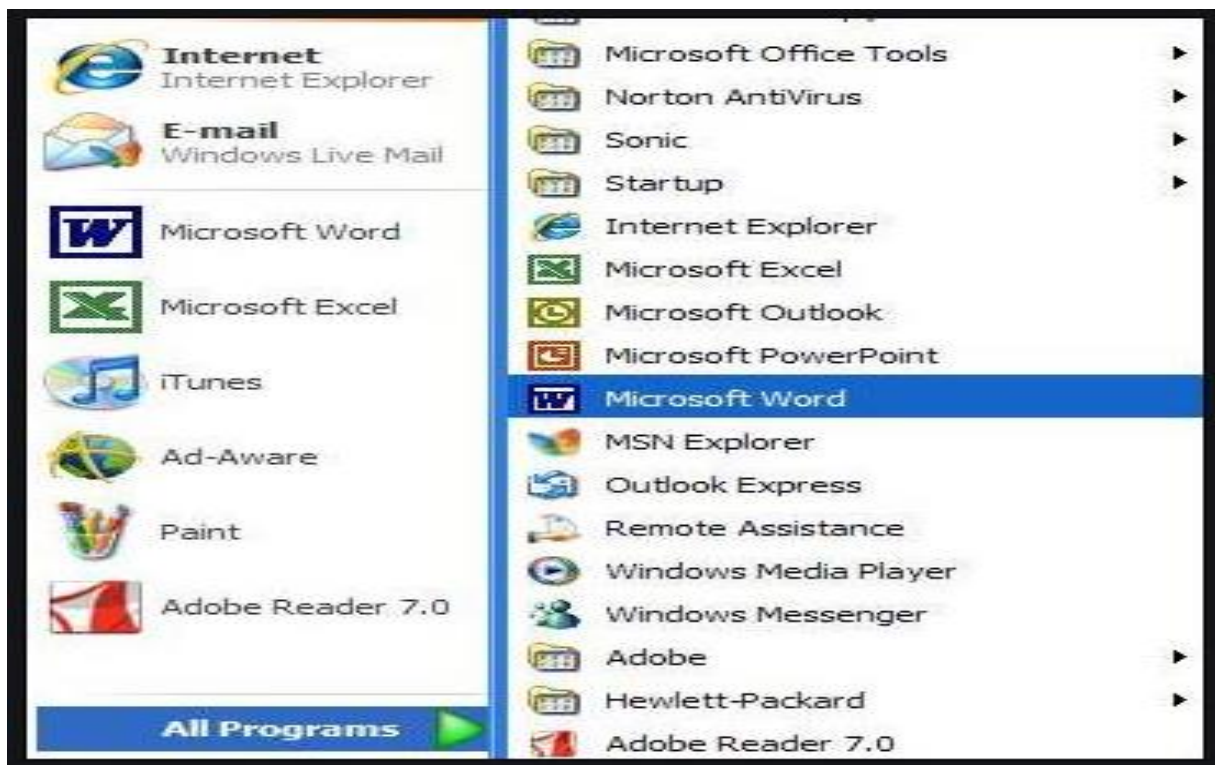 Internet
Internet Explorer
E-mail
Windows Live Mail
Microsoft Word
Microsoft Excel
iTunes
Ad-Aware
Paint
Adobe Reader 7.0
All Programs
Microsoft Office Tools
Norton AntiVirus
Sonic
Startup
Internet Explorer
Microsoft Excel
Microsoft Outlook
Microsoft PowerPoint
Microsoft Word
MSN Explorer
Outlook Express
Remote Assistance
Windows Media Player
Windows Messenger
Adobe
Hewlett-Packard
Adobe Reader 7.0